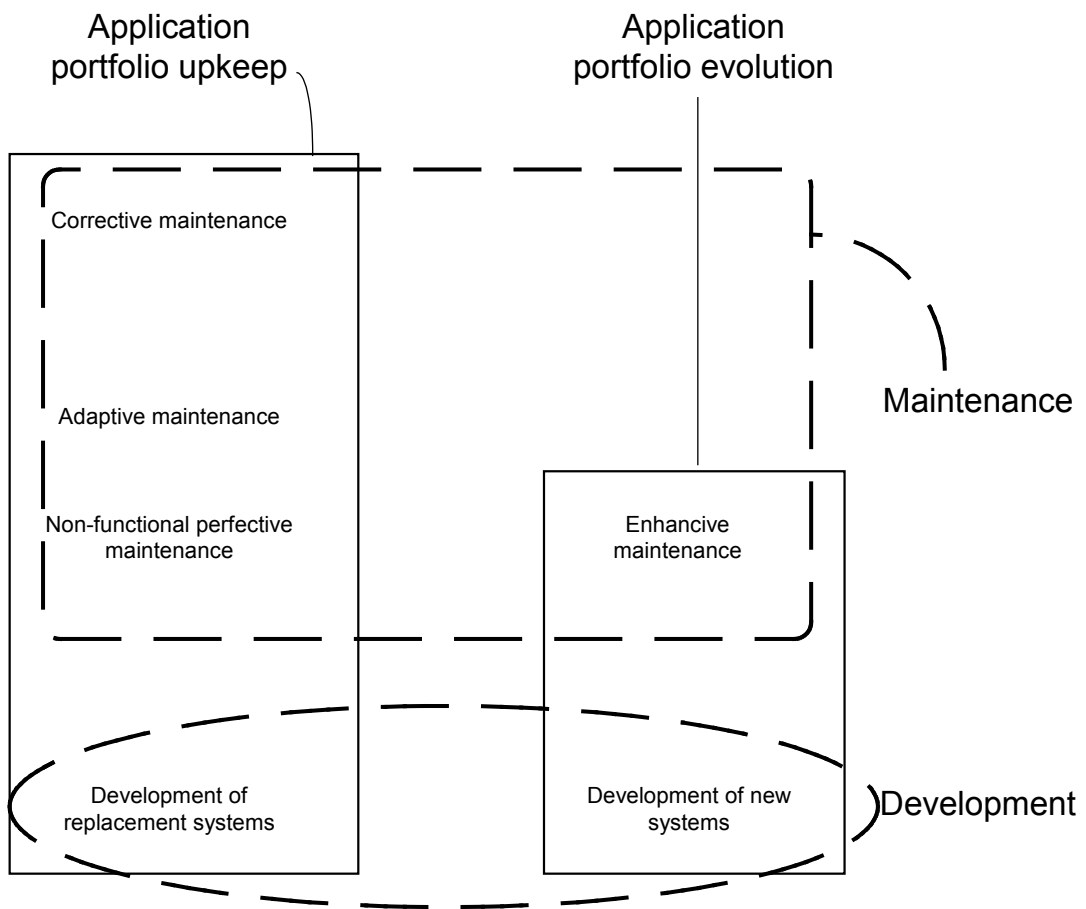 Application
portfolio upkeep
Application
portfolio evolution
Corrective maintenance
Maintenance
Adaptive maintenance
Non-functional perfective
maintenance
Enhancive
maintenance
Development of
replacement systems
Development of new
systems
Development